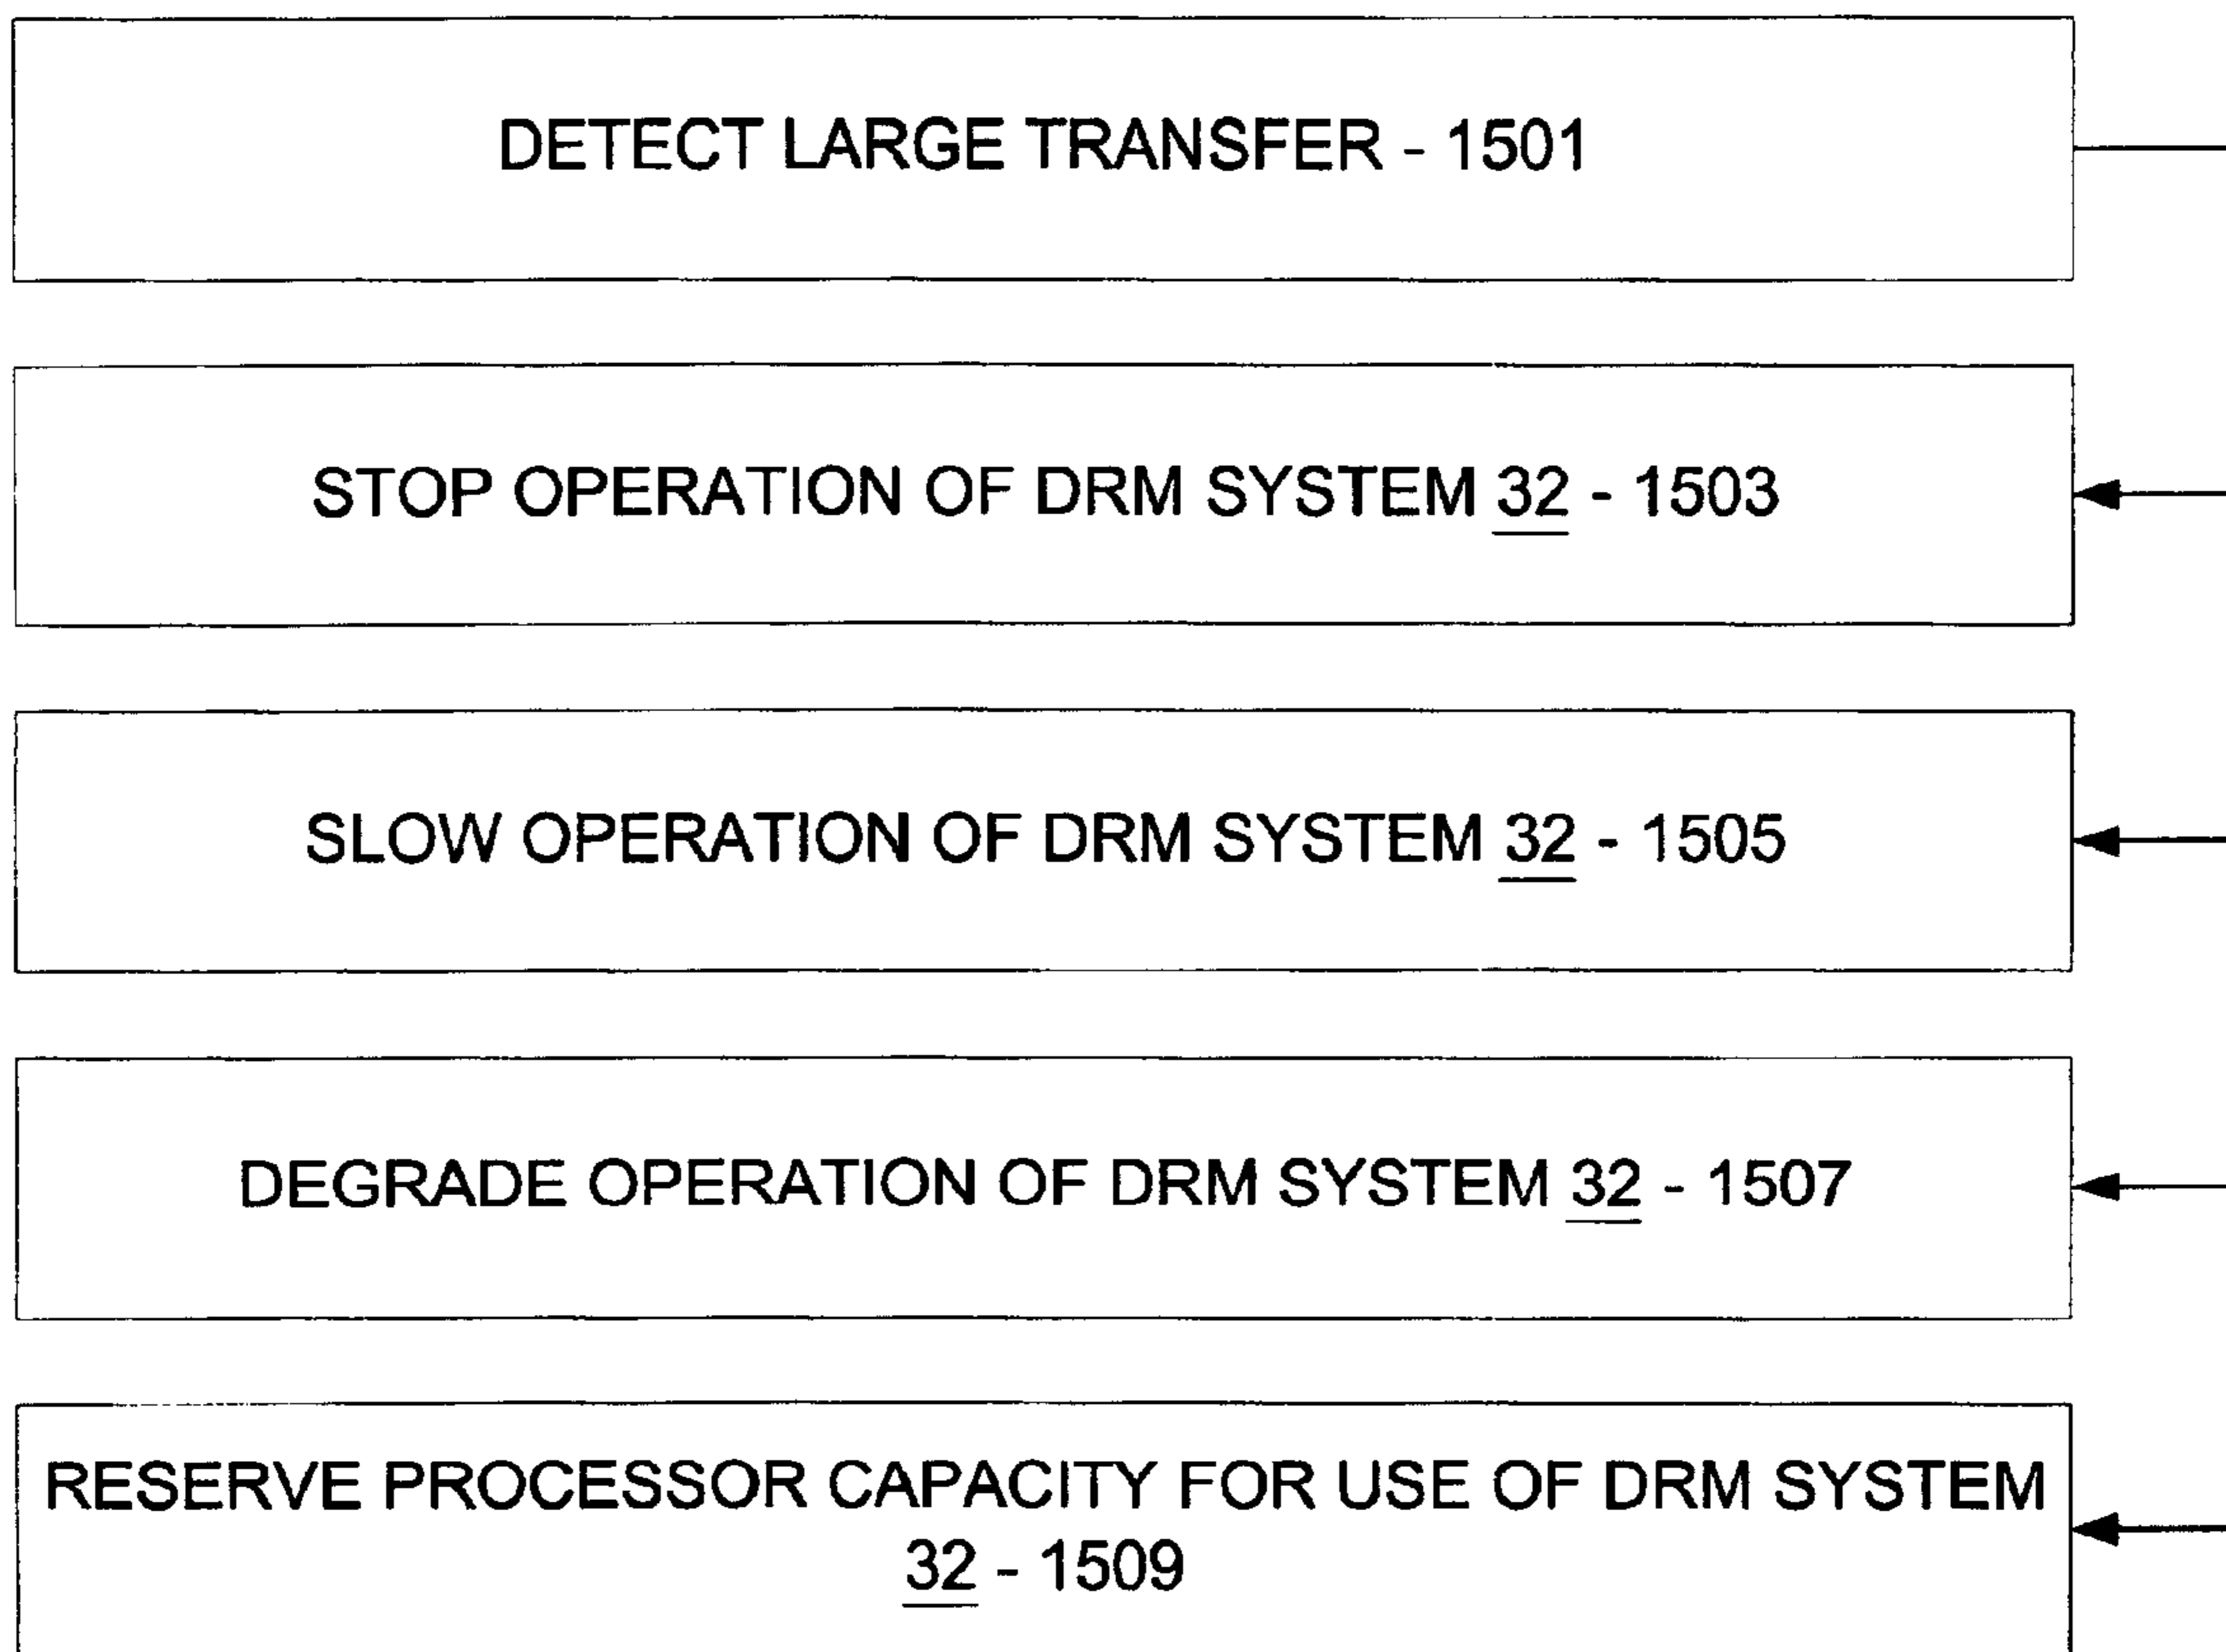 DETECT LARGE TRANSFER - 1501
STOP OPERATION OF DRM SYSTEM 32 - 1503
SLOW OPERATION OF DRM SYSTEM 32 - 1505
DEGRADE OPERATION OF DRM SYSTEM 32 - 1507
RESERVE PROCESSOR CAPACITY FOR USE OF DRM SYSTEM
32 - 1509